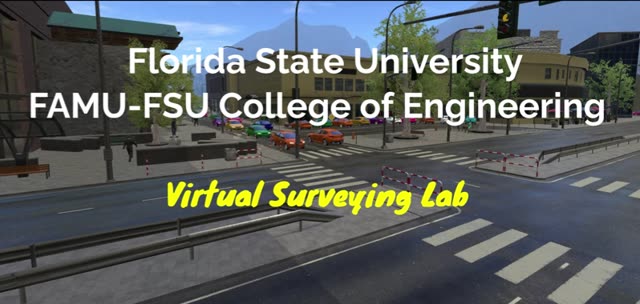 Florida State University
FAMU-FSU College of Engineering
Virtual Surveying Lab